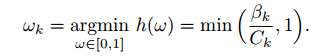 ω_k = argmin_{ω∈[0,1]} h(ω) = min(β_k/C_k, 1).